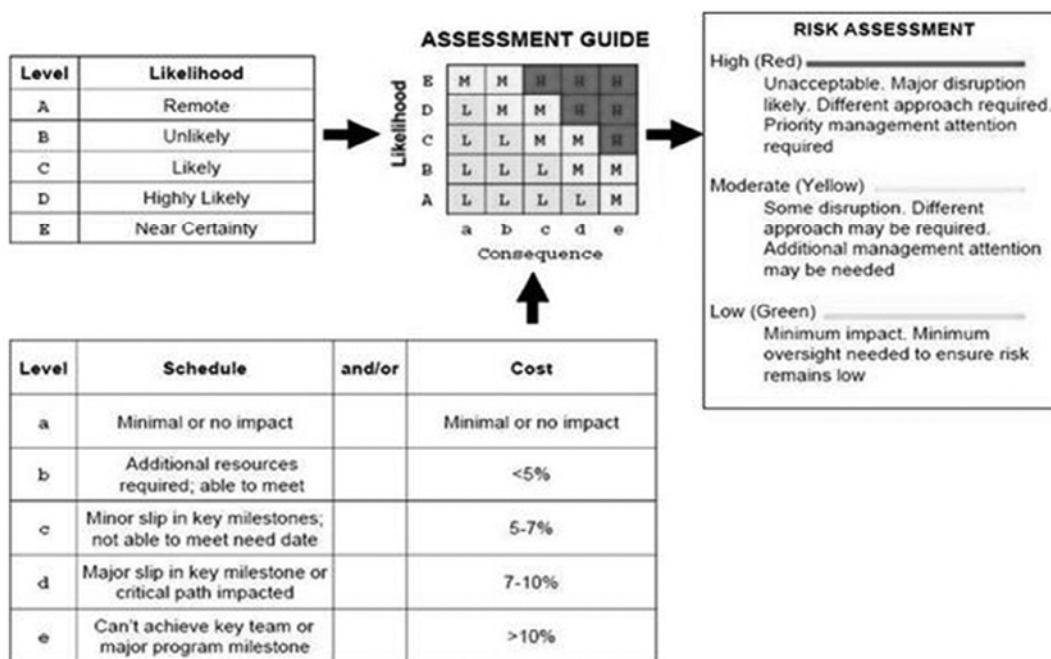 ASSESSMENT GUIDE
Level Likelihood
A Remote
B Unlikely
C Likely
D Highly Likely
E Near Certainty
Likelihood
E M M H H H
D L M M H H
C L L M M H
B L L L M M
A L L L L M
a b c d e
Consequence
RISK ASSESSMENT
High (Red)
Unacceptable. Major disruption
likely. Different approach required.
Priority management attention
required
Moderate (Yellow)
Some disruption. Different
approach may be required.
Additional management attention
may be needed
Low (Green)
Minimum impact. Minimum
oversight needed to ensure risk
remains low
Level Schedule and/or Cost
a Minimal or no impact Minimal or no impact
b Additional resources
required; able to meet <5%
c Minor slip in key milestones;
not able to meet need date 5-7%
d Major slip in key milestone or
critical path impacted 7-10%
e Can't achieve key team or
major program milestone >10%